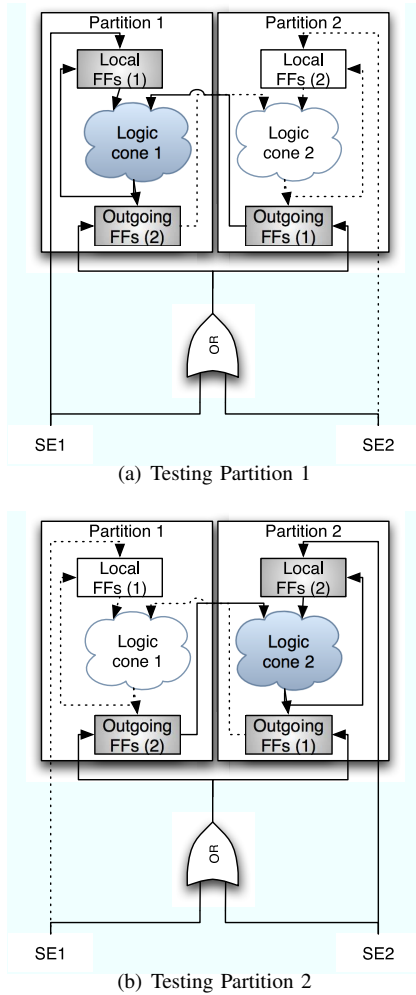 Partition 1
Partition 2
Local
FFs (1)
Local
FFs (2)
Logic
cone 1
Logic
cone 2
Outgoing
FFs (2)
Outgoing
FFs (1)
OR
SE1
SE2
(a) Testing Partition 1
Partition 1
Partition 2
Local
FFs (1)
Local
FFs (2)
Logic
cone 1
Logic
cone 2
Outgoing
FFs (2)
Outgoing
FFs (1)
OR
SE1
SE2
(b) Testing Partition 2